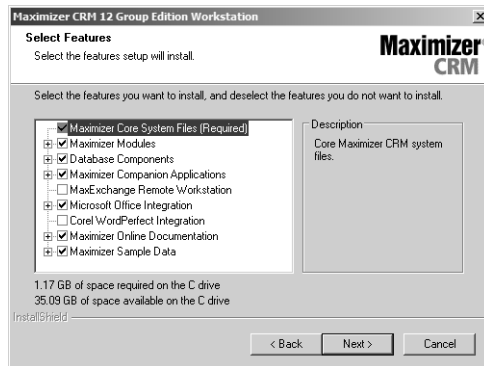 Maximizer CRM 12 Group Edition Workstation
Select Features
Select the features setup will install.
Maximizer
CRM
Select the features you want to install, and deselect the features you do not want to install.
Maximizer Core System Files (Required)
Maximizer Modules
Database Components
Maximizer Companion Applications
MaxExchange Remote Workstation
Microsoft Office Integration
Corel WordPerfect Integration
Maximizer Online Documentation
Maximizer Sample Data
Description
Core Maximizer CRM system
files.
1.17 GB of space required on the C drive
35.09 GB of space available on the C drive
InstallShield
< Back
Next >
Cancel